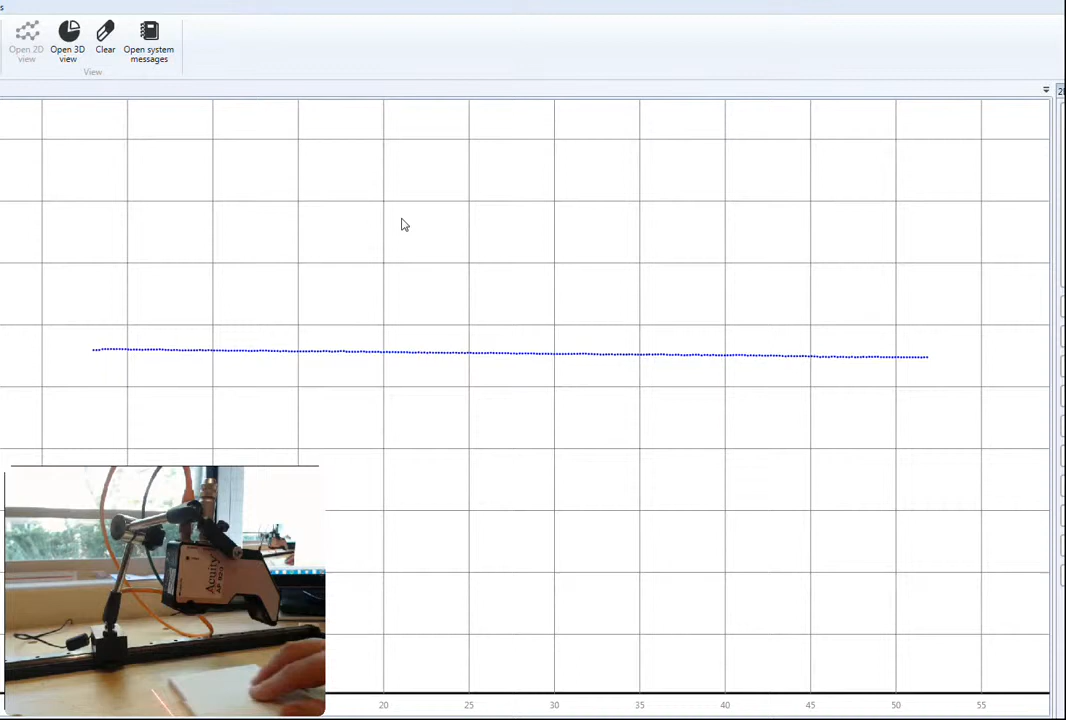 s
Open 2D
view
Open 3D
view
Clear
Open system
messages
View
Acuity
20
25
30
35
40
45
50
55